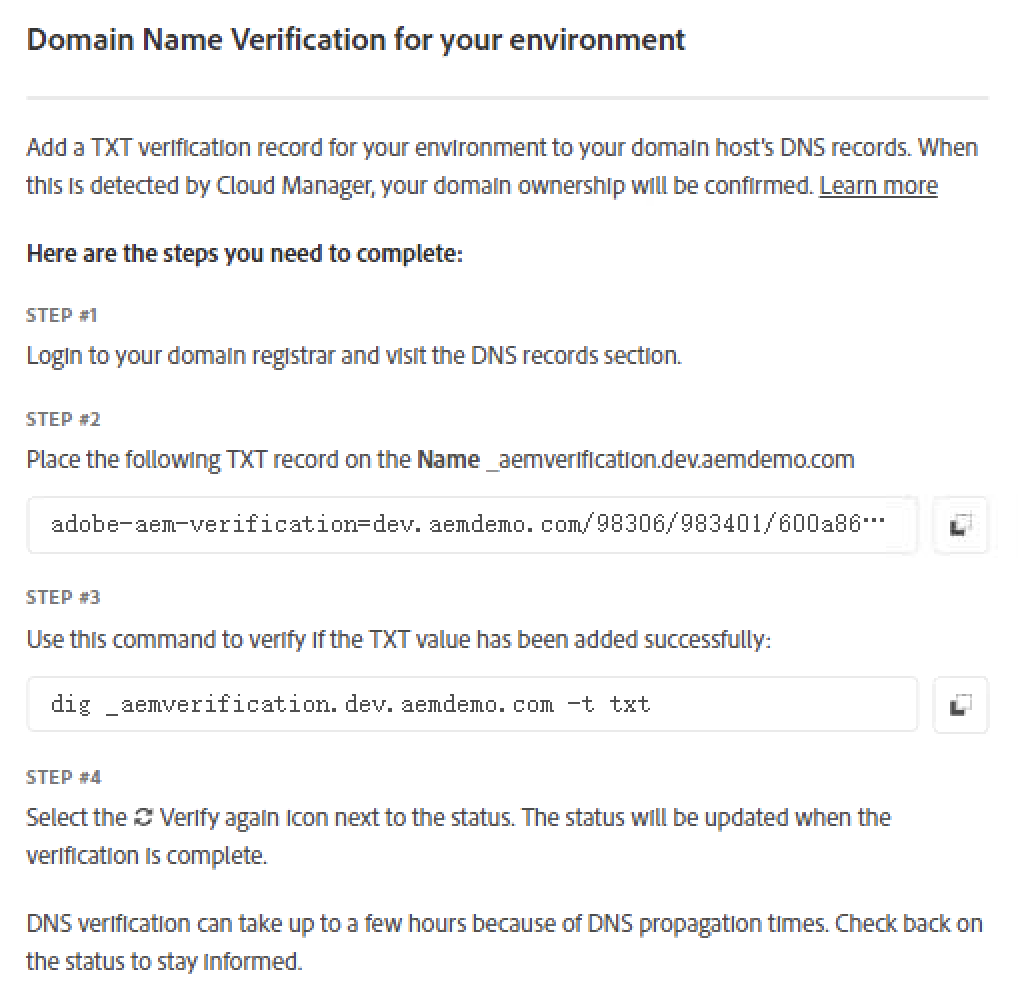 Domain Name Verification for your environment
Add a TXT verification record for your environment to your domain host's DNS records. When
this is detected by Cloud Manager, your domain ownership will be confirmed. Learn more
Here are the steps you need to complete:
STEP #1
Login to your domain registrar and visit the DNS records section.
STEP #2
Place the following TXT record on the Name _aemverification.dev.aemdemo.com
adobe-aem-verification=dev.aemdemo.com/98306/983401/600a86···
STEP #3
Use this command to verify if the TXT value has been added successfully:
dig _aemverification.dev.aemdemo.com -t txt
STEP #4
Select the Verify again icon next to the status. The status will be updated when the
verification is complete.
DNS verification can take up to a few hours because of DNS propagation times. Check back on
the status to stay informed.